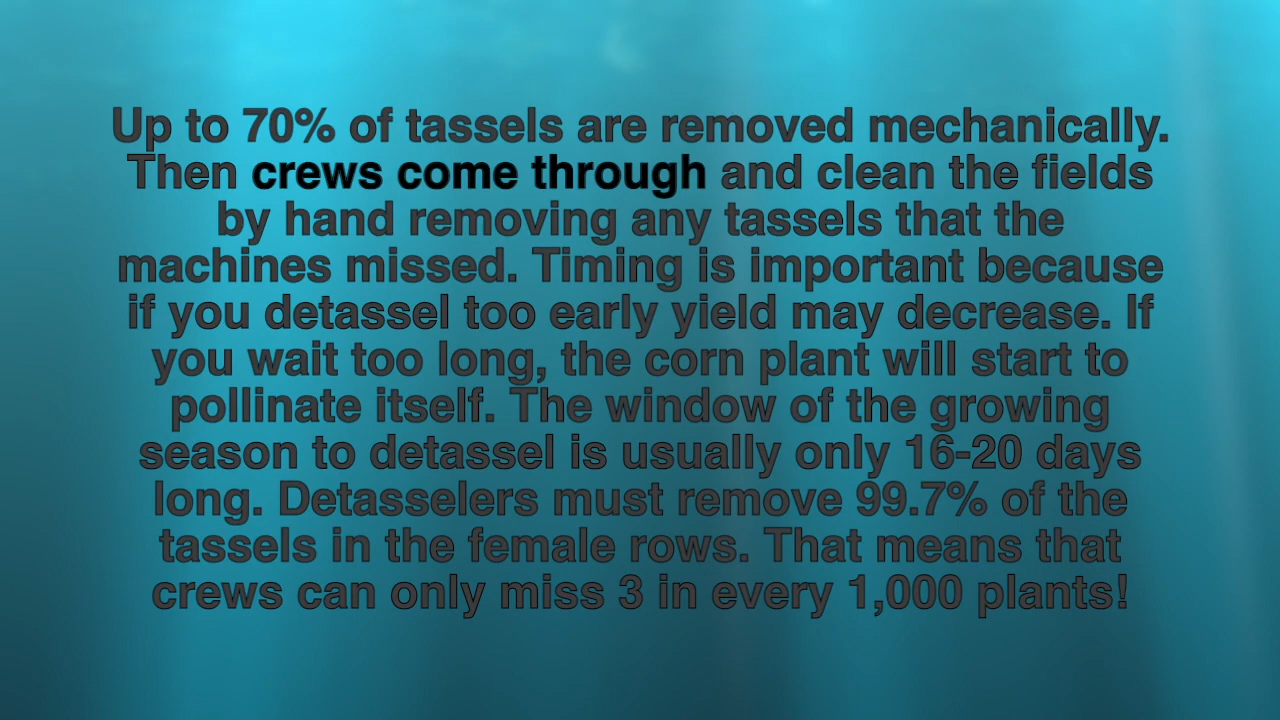 Up to 70% of tassels are removed mechanically.
Then crews come through and clean the fields
by hand removing any tassels that the
machines missed. Timing is important because
if you detassel too early yield may decrease. If
you wait too long, the corn plant will start to
pollinate itself. The window of the growing
season to detassel is usually only 16-20 days
long. Detasselers must remove 99.7% of the
tassels in the female rows. That means that
crews can only miss 3 in every 1,000 plants!